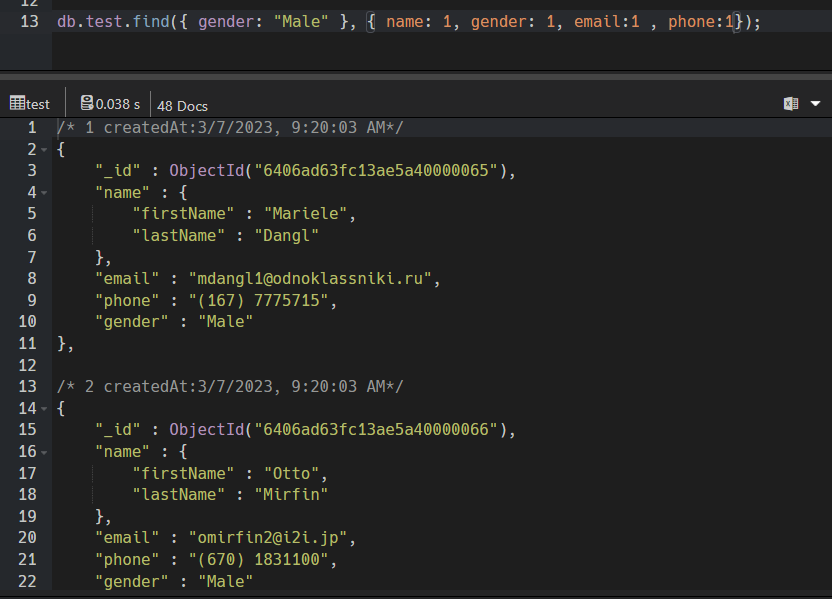 12
13 db.test.find({ gender: "Male" }, { name: 1, gender: 1, email:1 , phone:1});
test 0.038 s 48 Docs
1 /* 1 createdAt:3/7/2023, 9:20:03 AM*/
2 {
3 "_id" : ObjectId("6406ad63fc13ae5a40000065"),
4 "name" : {
5 "firstName" : "Mariele",
6 "lastName" : "Dangl"
7 },
8 "email" : "mdangl1@odnoklassniki.ru",
9 "phone" : "(167) 7775715",
10 "gender" : "Male"
11 },
12
13 /* 2 createdAt:3/7/2023, 9:20:03 AM*/
14 {
15 "_id" : ObjectId("6406ad63fc13ae5a40000066"),
16 "name" : {
17 "firstName" : "Otto",
18 "lastName" : "Mirfin"
19 },
20 "email" : "omirfin2@i2i.jp",
21 "phone" : "(670) 1831100",
22 "gender" : "Male"